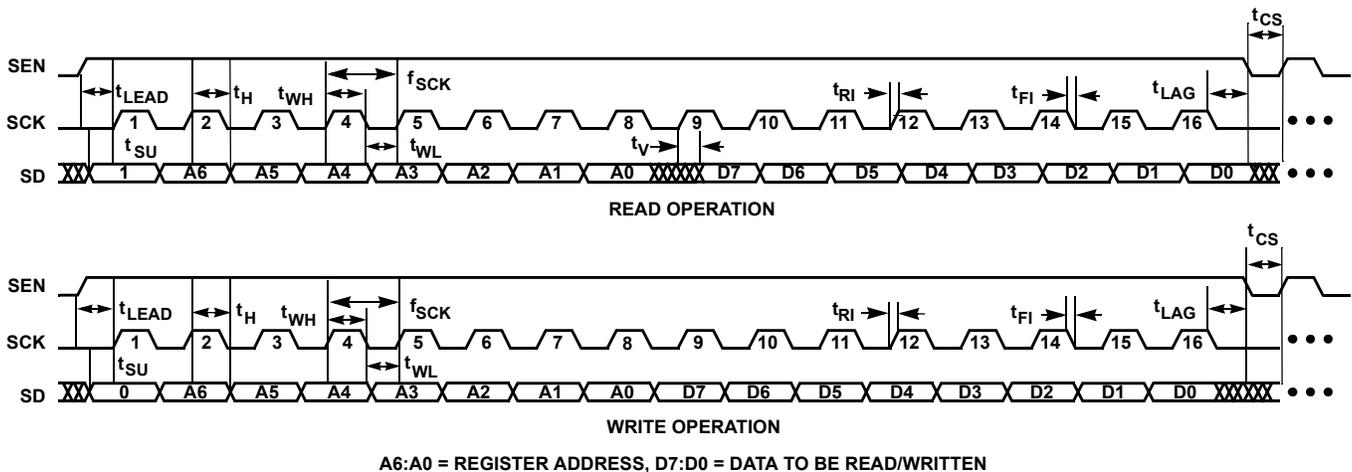 tCS
SEN
tLEAD tH tWH fSCK tRI tFI tLAG
SCK 1 2 3 4 5 6 7 8 9 10 11 12 13 14 15 16
tSU tWL tV
SD 1 A6 A5 A4 A3 A2 A1 A0 D7 D6 D5 D4 D3 D2 D1 D0
READ OPERATION
tCS
SEN
tLEAD tH tWH fSCK tRI tFI tLAG
SCK 1 2 3 4 5 6 7 8 9 10 11 12 13 14 15 16
tSU tWL
SD 0 A6 A5 A4 A3 A2 A1 A0 D7 D6 D5 D4 D3 D2 D1 D0
WRITE OPERATION
A6:A0 = REGISTER ADDRESS, D7:D0 = DATA TO BE READ/WRITTEN